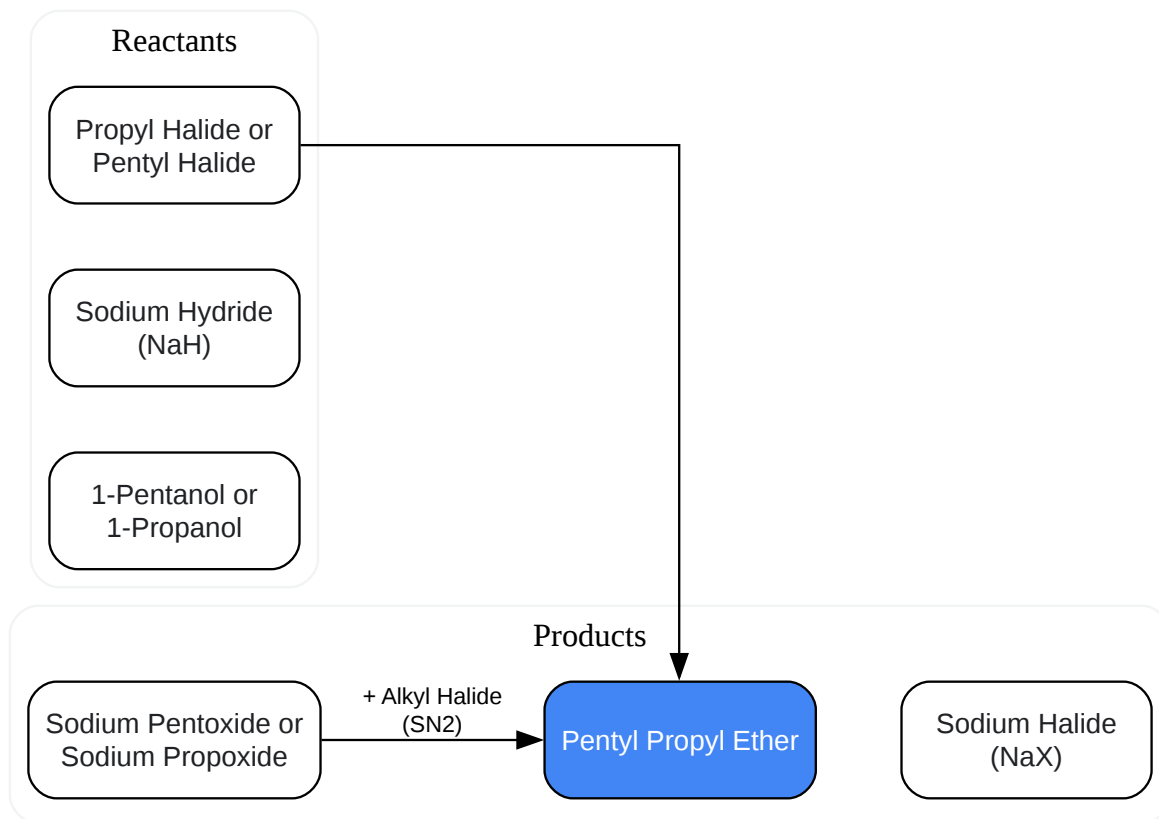 Reactants
Propyl Halide or
Pentyl Halide
Sodium Hydride
(NaH)
1-Pentanol or
1-Propanol
Products
Sodium Pentoxide or
Sodium Propoxide
+ Alkyl Halide
(SN2)
Pentyl Propyl Ether
Sodium Halide
(NaX)